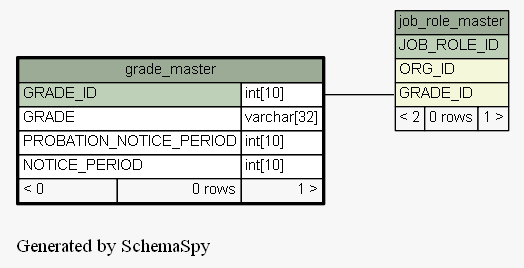 job_role_master
JOB_ROLE_ID
ORG_ID
GRADE_ID
< 2 0 rows 1 >
grade_master
GRADE_ID int[10]
GRADE varchar[32]
PROBATION_NOTICE_PERIOD int[10]
NOTICE_PERIOD int[10]
< 0 0 rows 1 >
Generated by SchemaSpy